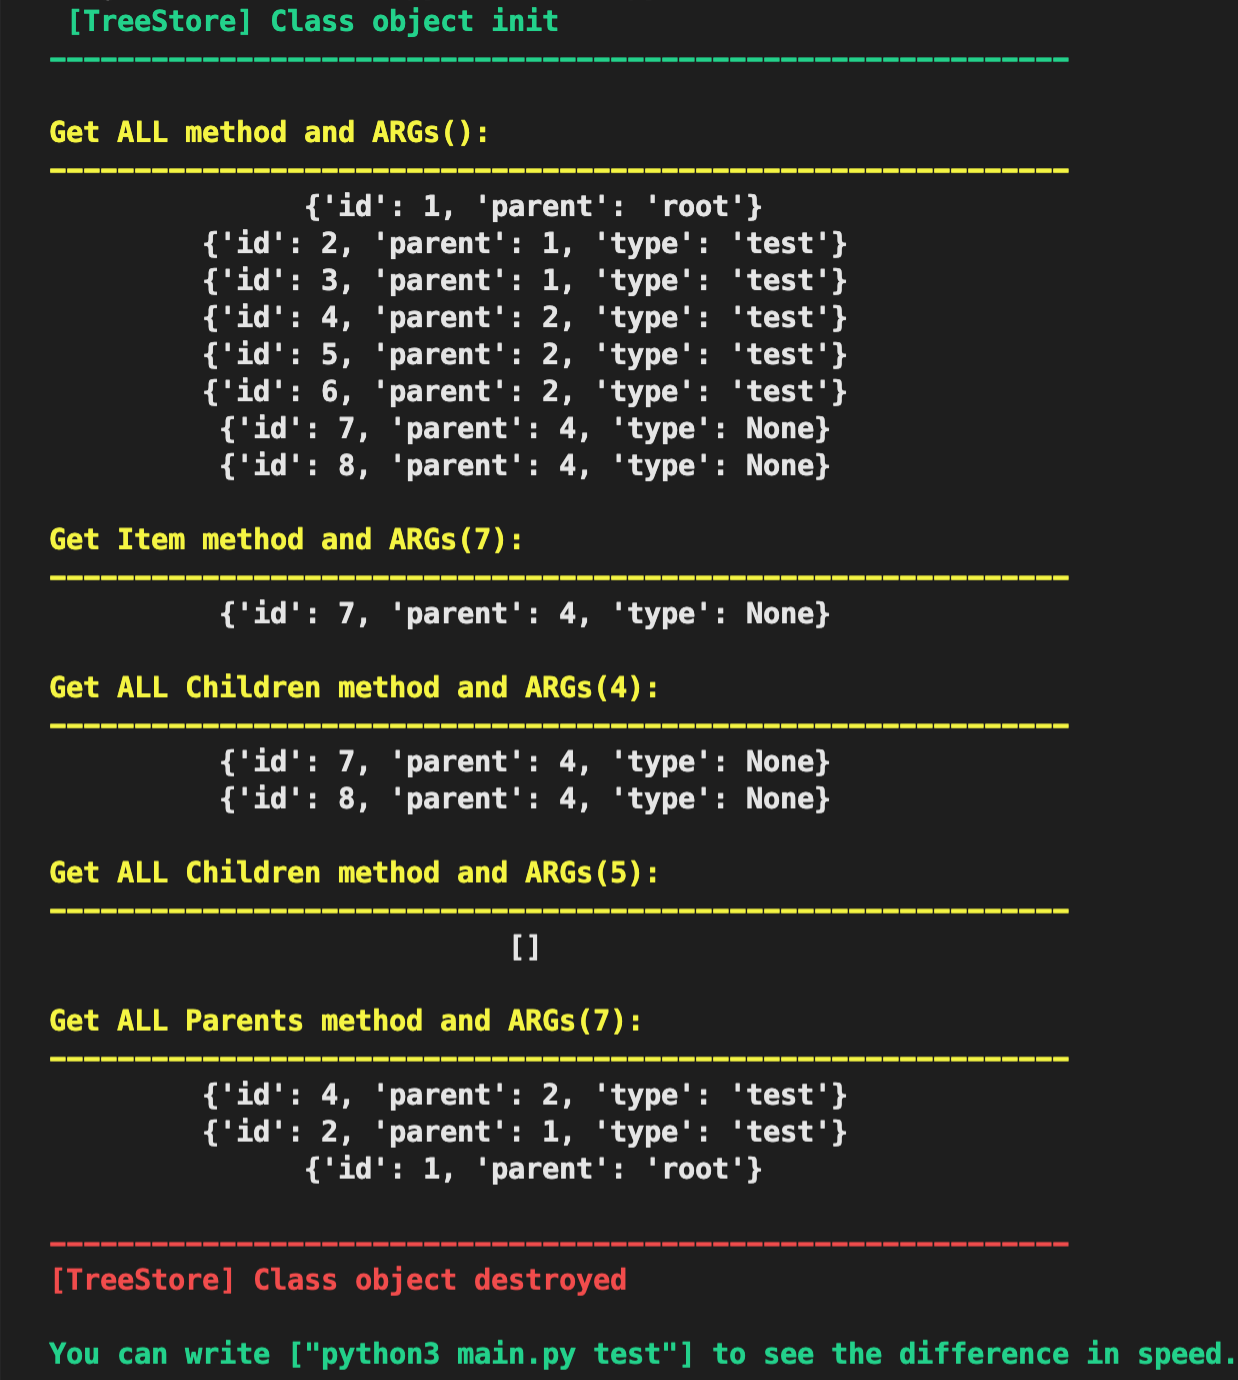 [TreeStore] Class object init
------------------------------------------------------------
Get ALL method and ARGs():
------------------------------------------------------------
{'id': 1, 'parent': 'root'}
{'id': 2, 'parent': 1, 'type': 'test'}
{'id': 3, 'parent': 1, 'type': 'test'}
{'id': 4, 'parent': 2, 'type': 'test'}
{'id': 5, 'parent': 2, 'type': 'test'}
{'id': 6, 'parent': 2, 'type': 'test'}
{'id': 7, 'parent': 4, 'type': None}
{'id': 8, 'parent': 4, 'type': None}
Get Item method and ARGs(7):
------------------------------------------------------------
{'id': 7, 'parent': 4, 'type': None}
Get ALL Children method and ARGs(4):
------------------------------------------------------------
{'id': 7, 'parent': 4, 'type': None}
{'id': 8, 'parent': 4, 'type': None}
Get ALL Children method and ARGs(5):
------------------------------------------------------------
[]
Get ALL Parents method and ARGs(7):
------------------------------------------------------------
{'id': 4, 'parent': 2, 'type': 'test'}
{'id': 2, 'parent': 1, 'type': 'test'}
{'id': 1, 'parent': 'root'}
------------------------------------------------------------
[TreeStore] Class object destroyed
You can write ["python3 main.py test"] to see the difference in speed.